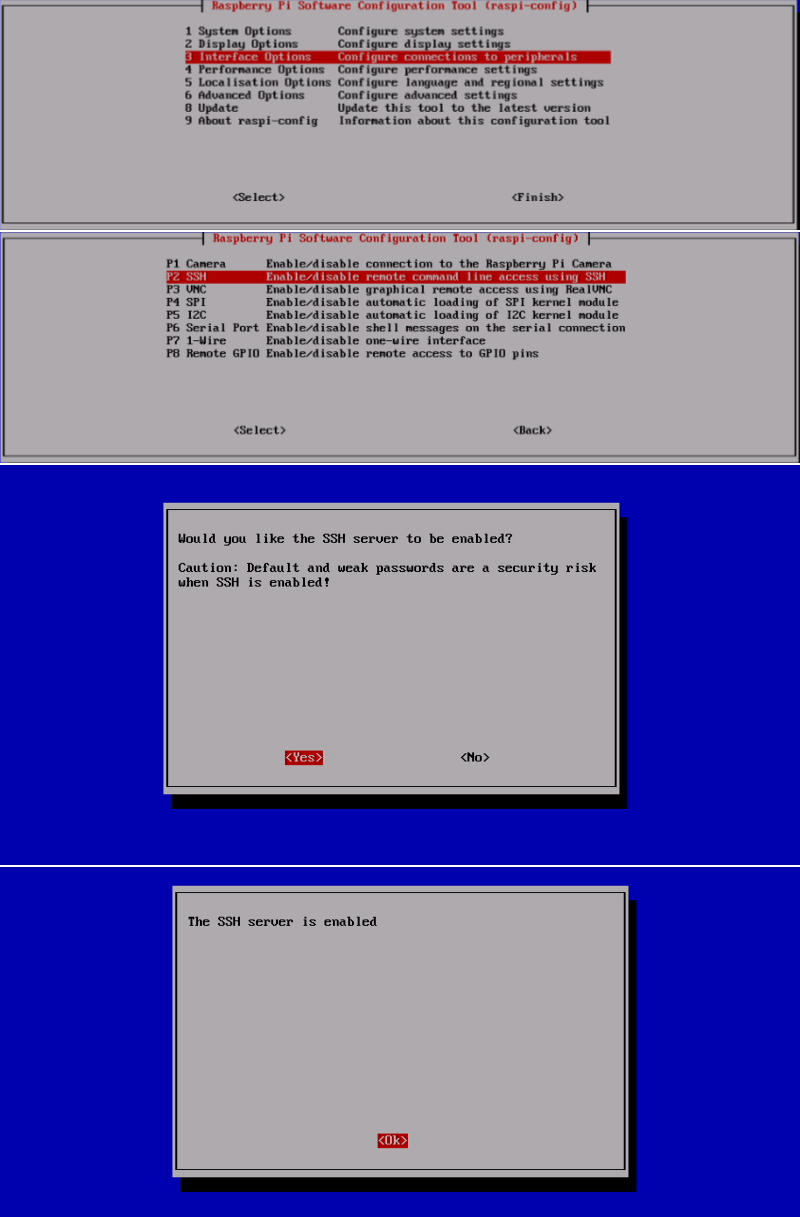 Raspberry Pi Software Configuration Tool (raspi-config)
1 System Options Configure system settings
2 Display Options Configure display settings
3 Interface Options Configure connections to peripherals
4 Performance Options Configure performance settings
5 Localisation Options Configure language and regional settings
6 Advanced Options Configure advanced settings
8 Update Update this tool to the latest version
9 About raspi-config Information about this configuration tool
<Select> <Finish>
Raspberry Pi Software Configuration Tool (raspi-config)
P1 Camera Enable/disable connection to the Raspberry Pi Camera
P2 SSH Enable/disable remote command line access using SSH
P3 VNC Enable/disable graphical remote access using RealVNC
P4 SPI Enable/disable automatic loading of SPI kernel module
P5 I2C Enable/disable automatic loading of I2C kernel module
P6 Serial Port Enable/disable shell messages on the serial connection
P7 1-Wire Enable/disable one-wire interface
P8 Remote GPIO Enable/disable remote access to GPIO pins
<Select> <Back>
Would you like the SSH server to be enabled?
Caution: Default and weak passwords are a security risk
when SSH is enabled!
<Yes> <No>
The SSH server is enabled
<Ok>